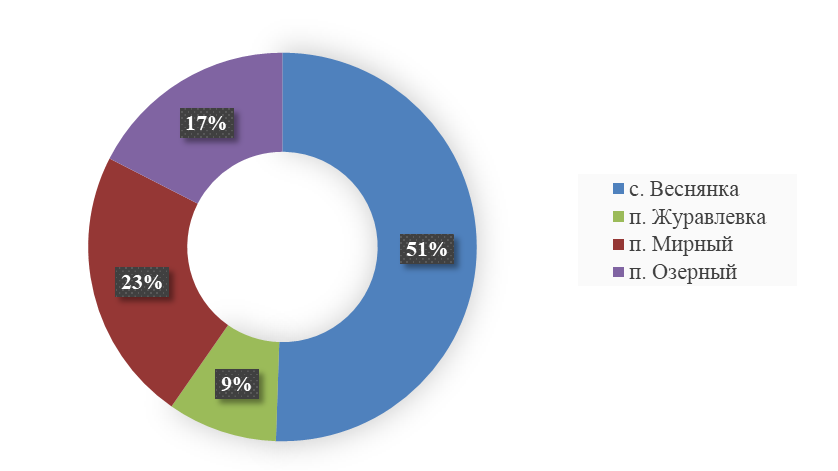 17%
51%
23%
9%
с. Веснянка
п. Журавлевка
п. Мирный
п. Озерный